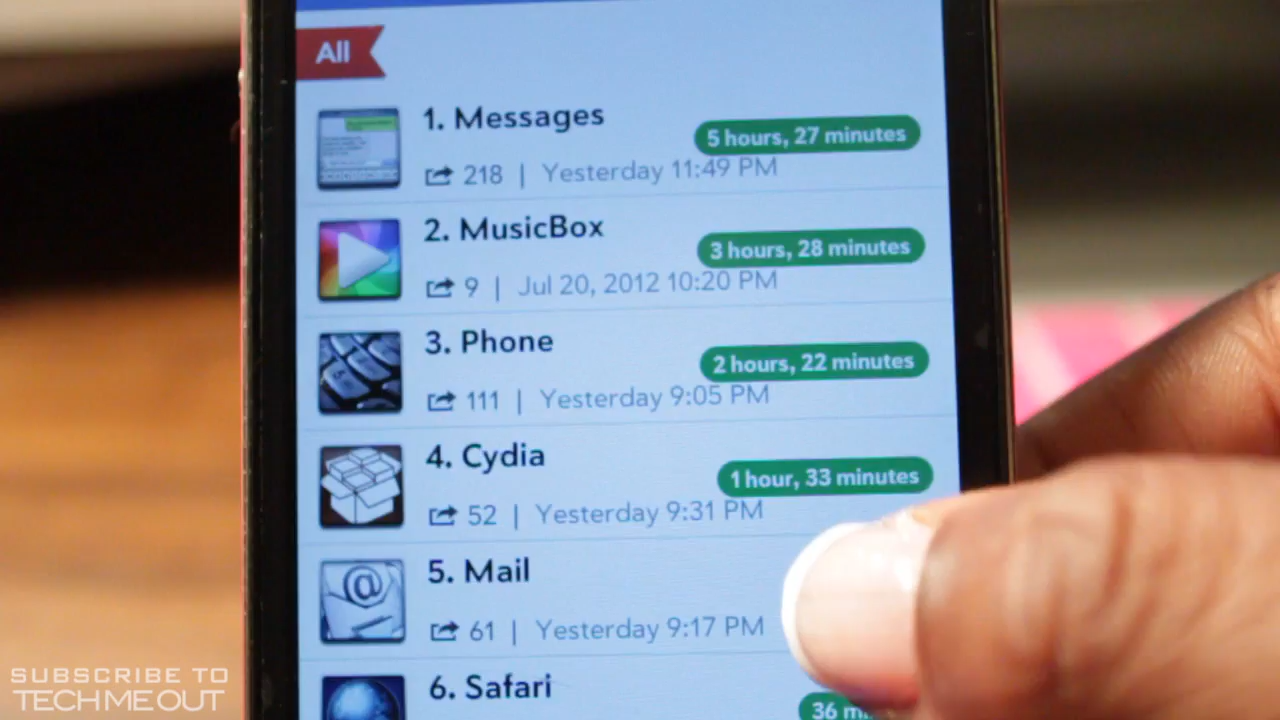 All
1. Messages
5 hours, 27 minutes
218 | Yesterday 11:49 PM
2. MusicBox
3 hours, 28 minutes
9 | Jul 20, 2012 10:20 PM
3. Phone
2 hours, 22 minutes
111 | Yesterday 9:05 PM
4. Cydia
1 hour, 33 minutes
52 | Yesterday 9:31 PM
5. Mail
61 | Yesterday 9:17 PM
6. Safari
36
SUBSCRIBE TO
TECHMEOUT